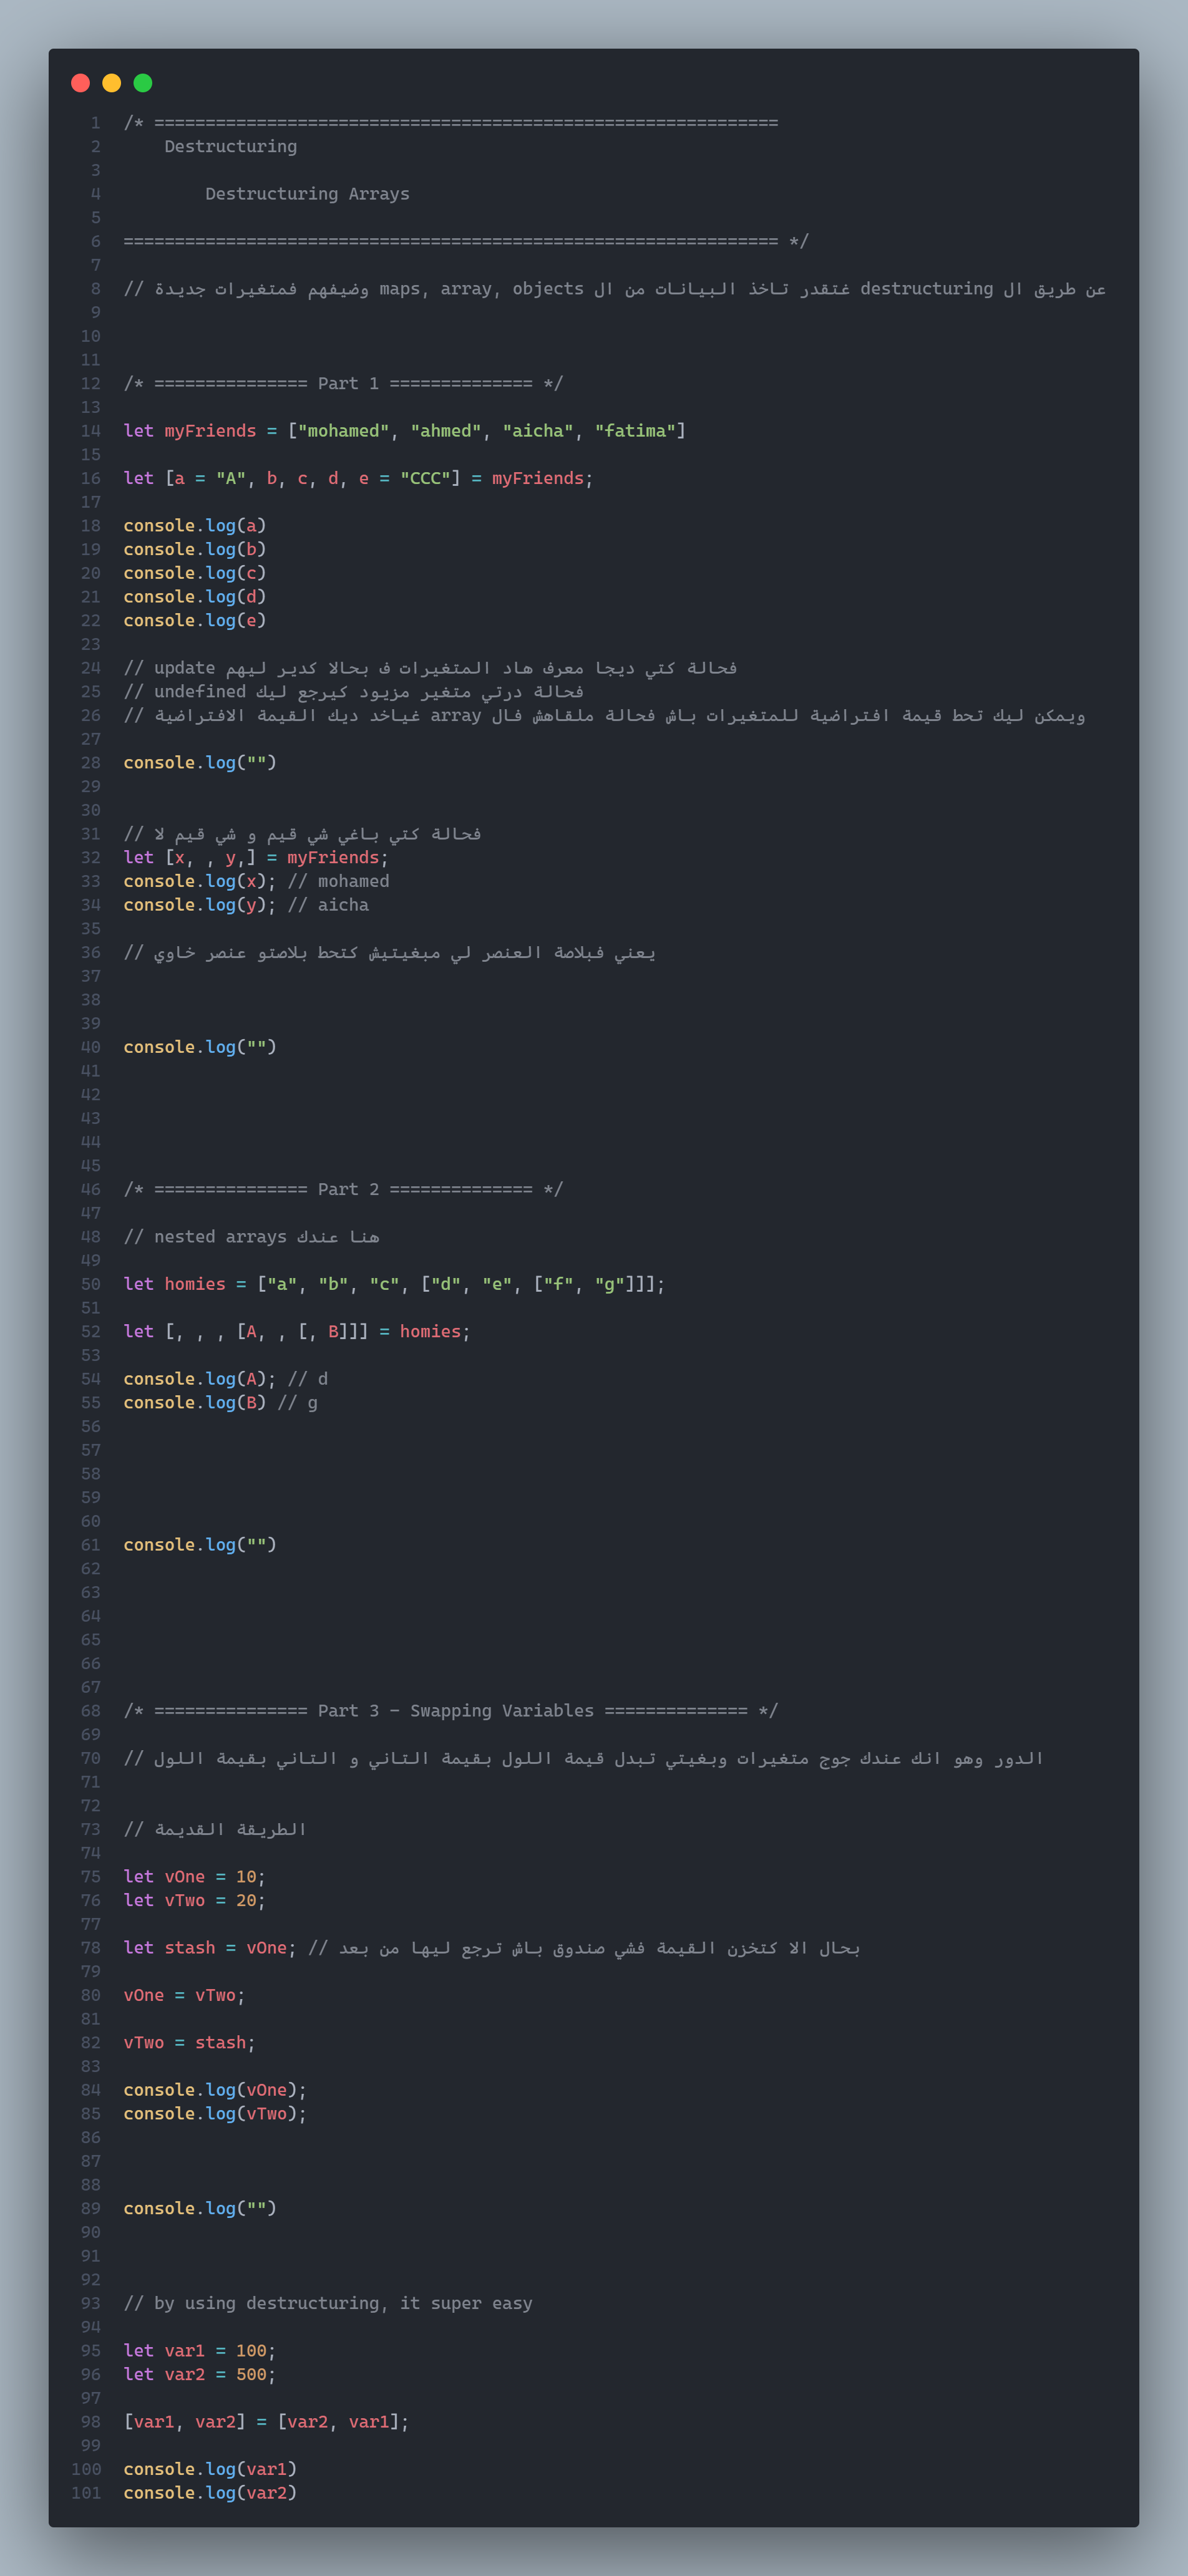 1 /* =============================================================
2 Destructuring
3
4 Destructuring Arrays
5
6 ================================================================ */
7
8 // عن طريق ال destructuring غتقدر تاخذ البيانات من ال maps, array, objects وضيفهم فمتغيرات جديدة
9
10
11
12 /* =============== Part 1 ============== */
13
14 let myFriends = ["mohamed", "ahmed", "aicha", "fatima"]
15
16 let [a = "A", b, c, d, e = "CCC"] = myFriends;
17
18 console.log(a)
19 console.log(b)
20 console.log(c)
21 console.log(d)
22 console.log(e)
23
24 // update فحالة كتي ديجا معرف هاد المتغيرات ف بحالا كدير ليهم
25 // undefined فحالة درتي متغير مزيود كيرجع ليك
26 // ويمكن ليك تحط قيمة افتراضية للمتغيرات باش فحالة ملقاهش فال array غياخد ديك القيمة الافتراضية
27
28 console.log("")
29
30
31 // فحالة كتي باغي شي قيم و شي قيم لا
32 let [x, , y,] = myFriends;
33 console.log(x); // mohamed
34 console.log(y); // aicha
35
36 // يعني فبلاصة العنصر لي مبغيتيش كتحط بلاصتو عنصر خاوي
37
38
39
40 console.log("")
41
42
43
44
45
46 /* =============== Part 2 ============== */
47
48 // nested arrays هنا عندك
49
50 let homies = ["a", "b", "c", ["d", "e", ["f", "g"]]];
51
52 let [, , , [A, , [, B]]] = homies;
53
54 console.log(A); // d
55 console.log(B) // g
56
57
58
59
60
61 console.log("")
62
63
64
65
66
67
68 /* =============== Part 3 - Swapping Variables ============== */
69
70 // الدور وهو انك عندك جوج متغيرات وبغيتي تبدل قيمة اللول بقيمة التاني و التاني بقيمة اللول
71
72
73 // الطريقة القديمة
74
75 let vOne = 10;
76 let vTwo = 20;
77
78 let stash = vOne; // بحال الا كتخزن القيمة فشي صندوق باش ترجع ليها من بعد
79
80 vOne = vTwo;
81
82 vTwo = stash;
83
84 console.log(vOne);
85 console.log(vTwo);
86
87
88
89 console.log("")
90
91
92
93 // by using destructuring, it super easy
94
95 let var1 = 100;
96 let var2 = 500;
97
98 [var1, var2] = [var2, var1];
99
100 console.log(var1)
101 console.log(var2)